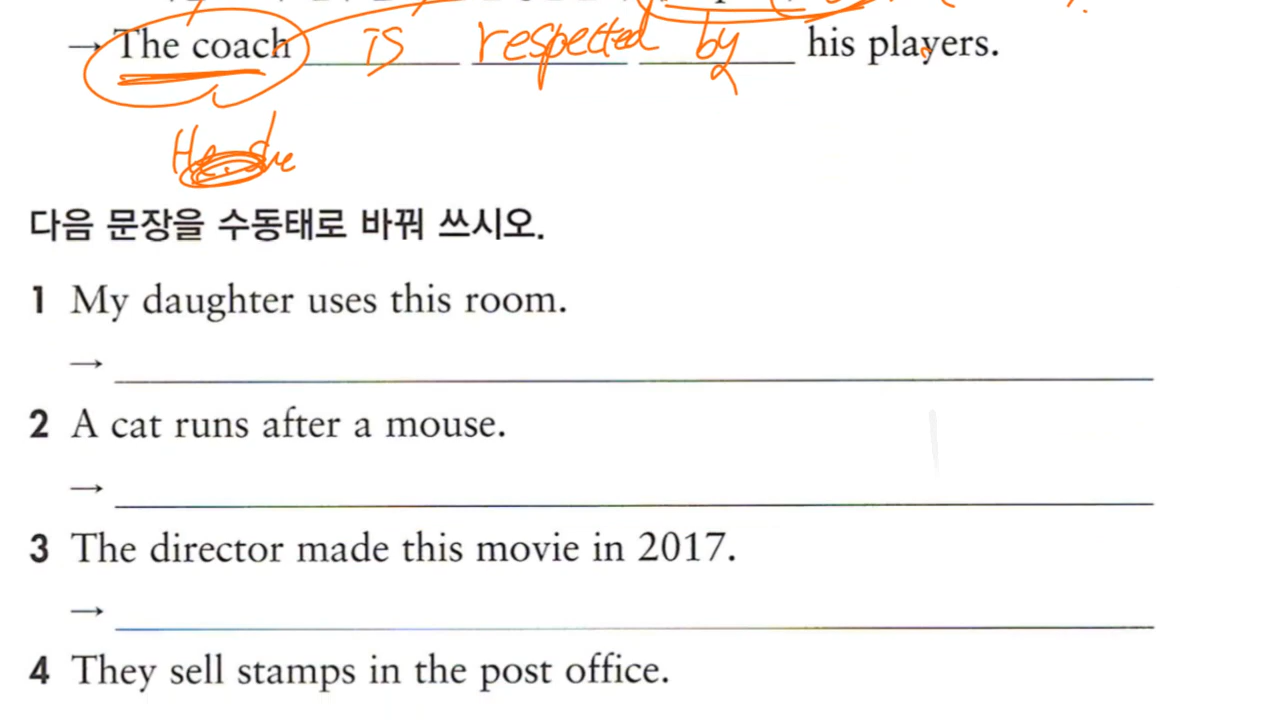 → The coach is respected by his players.
다음 문장을 수동태로 바꿔 쓰시오.
1 My daughter uses this room.
→
2 A cat runs after a mouse.
→
3 The director made this movie in 2017.
→
4 They sell stamps in the post office.